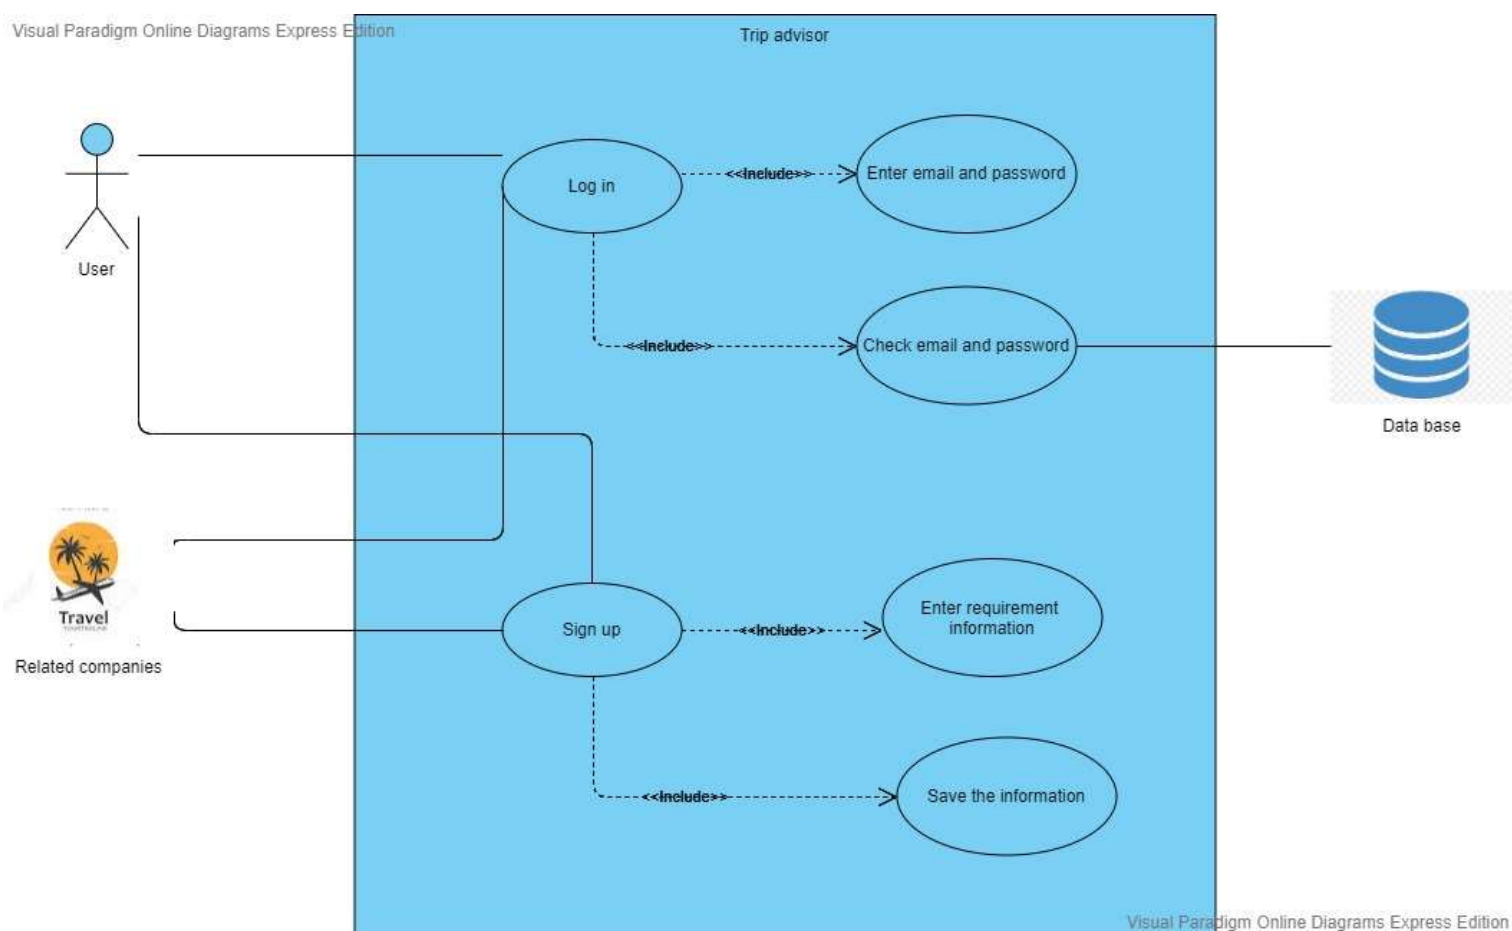 Visual Paradigm Online Diagrams Express Edition
Trip advisor
Log in
<<Include>>
Enter email and password
User
<<Include>>
Check email and password
Data base
Travel
Related companies
Sign up
<<Include>>
Enter requirement
information
<<Include>>
Save the information
Visual Paradigm Online Diagrams Express Edition